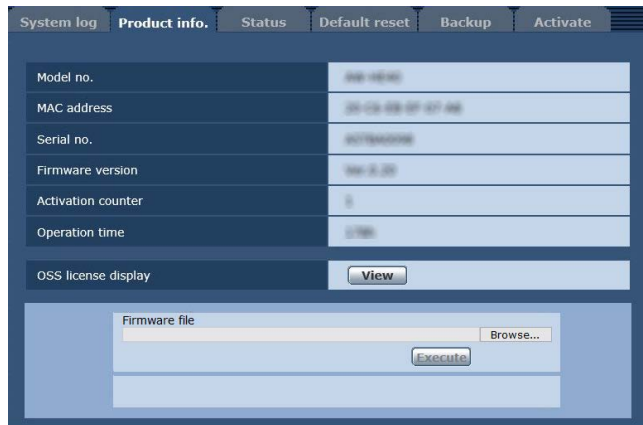 System log Product info. Status Default reset Backup Activate
Model no.
MAC address
Serial no.
Firmware version
Activation counter
Operation time
OSS license display View
Firmware file
Browse...
Execute